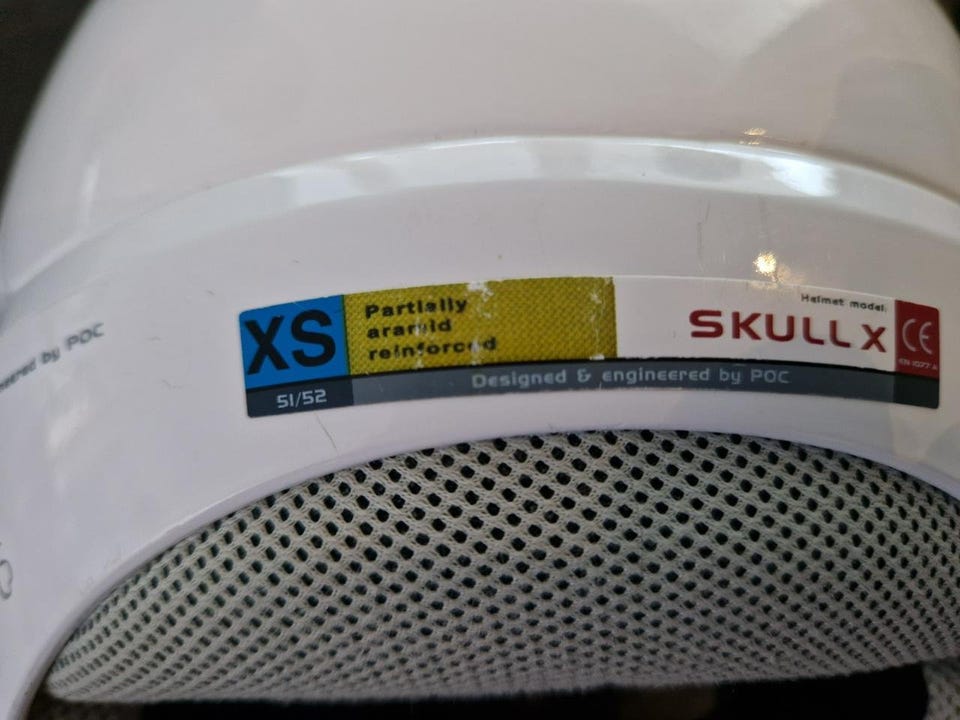 by POC
XS
51/52
Partially
aramid
reinforced
Helmet model:
SKULL X
CE
EN 1077 A
Designed & engineered by POC